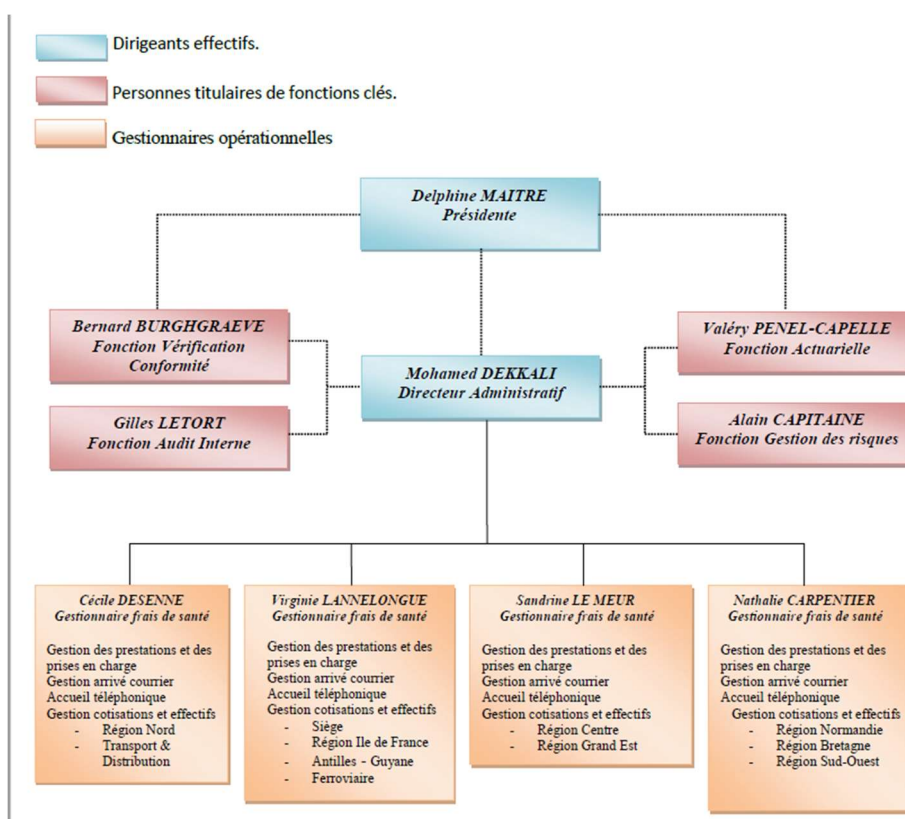 Dirigeants effectifs.
Personnes titulaires de fonctions clés.
Gestionnaires opérationnelles
Delphine MAITRE
Présidente
Bernard BURGHGRAEVE
Fonction Vérification
Conformité
Valéry PENEL-CAPELLE
Fonction Actuarielle
Mohamed DEKKALI
Directeur Administratif
Gilles LETORT
Fonction Audit Interne
Alain CAPITAINE
Fonction Gestion des risques
Cécile DESENNE
Gestionnaire frais de santé
Gestion des prestations et des
prises en charge
Gestion arrivé courrier
Accueil téléphonique
Gestion cotisations et effectifs
- Région Nord
- Transport &
Distribution
Virginie LANNELONGUE
Gestionnaire frais de santé
Gestion des prestations et des
prises en charge
Gestion arrivé courrier
Accueil téléphonique
Gestion cotisations et effectifs
- Siège
- Région Ile de France
- Antilles - Guyane
- Ferroviaire
Sandrine LE MEUR
Gestionnaire frais de santé
Gestion des prestations et des
prises en charge
Gestion arrivé courrier
Accueil téléphonique
Gestion cotisations et effectifs
- Région Centre
- Région Grand Est
Nathalie CARPENTIER
Gestionnaire frais de santé
Gestion des prestations et des
prises en charge
Gestion arrivé courrier
Accueil téléphonique
Gestion cotisations et effectifs
- Région Normandie
- Région Bretagne
- Région Sud-Ouest